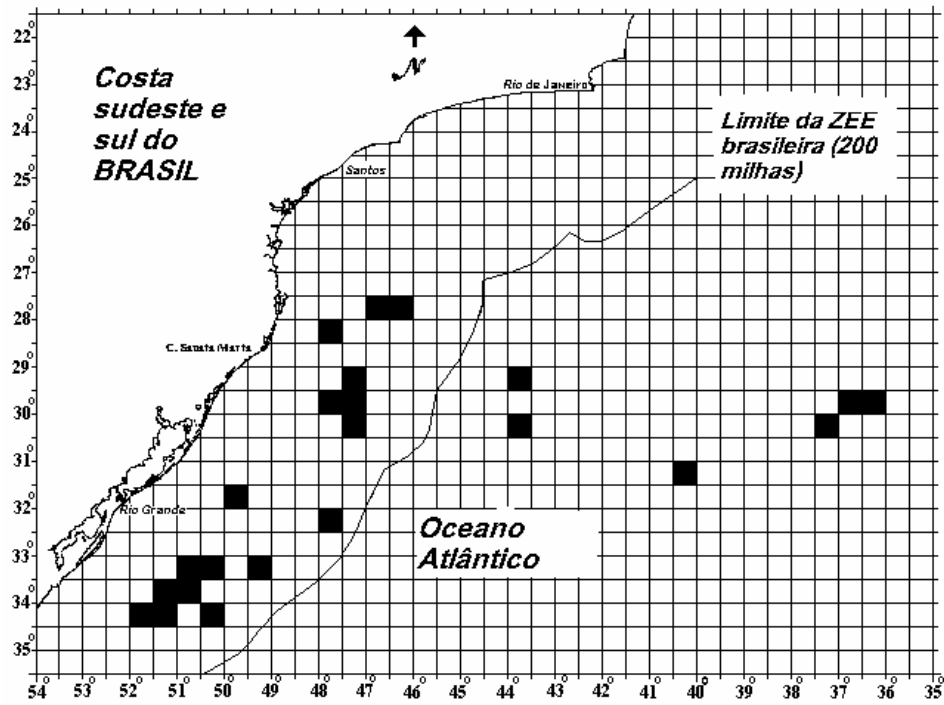 22°
23°
24°
25°
26°
27°
28°
29°
30°
31°
32°
33°
34°
35°
Costa
sudeste e
sul do
BRASIL
N
Rio de Janeiro
Limite da ZEE
brasileira (200
milhas)
Santos
C. Santa Marta
Rio Grande
Oceano
Atlântico
54° 53° 52° 51° 50° 49° 48° 47° 46° 45° 44° 43° 42° 41° 40° 39° 38° 37° 36° 35°